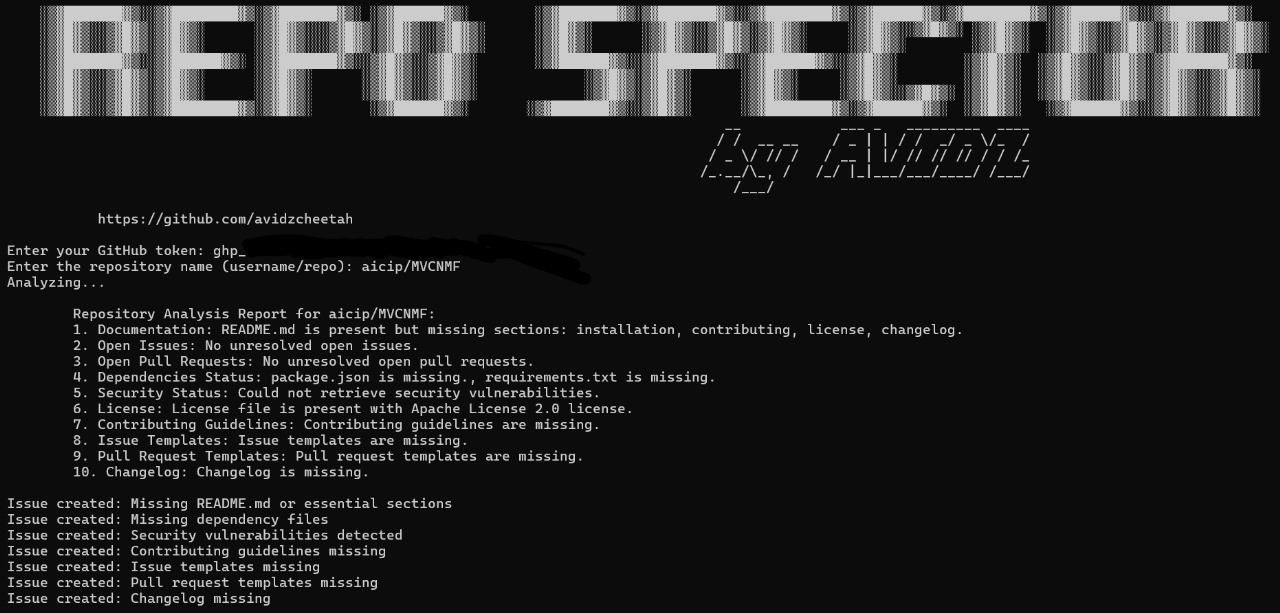 REPO SPECTOR
by AVIDZ
https://github.com/avidzcheetah
Enter your GitHub token: ghp_
Enter the repository name (username/repo): aicip/MVCNMF
Analyzing...
Repository Analysis Report for aicip/MVCNMF:
1. Documentation: README.md is present but missing sections: installation, contributing, license, changelog.
2. Open Issues: No unresolved open issues.
3. Open Pull Requests: No unresolved open pull requests.
4. Dependencies Status: package.json is missing., requirements.txt is missing.
5. Security Status: Could not retrieve security vulnerabilities.
6. License: License file is present with Apache License 2.0 license.
7. Contributing Guidelines: Contributing guidelines are missing.
8. Issue Templates: Issue templates are missing.
9. Pull Request Templates: Pull request templates are missing.
10. Changelog: Changelog is missing.
Issue created: Missing README.md or essential sections
Issue created: Missing dependency files
Issue created: Security vulnerabilities detected
Issue created: Contributing guidelines missing
Issue created: Issue templates missing
Issue created: Pull request templates missing
Issue created: Changelog missing